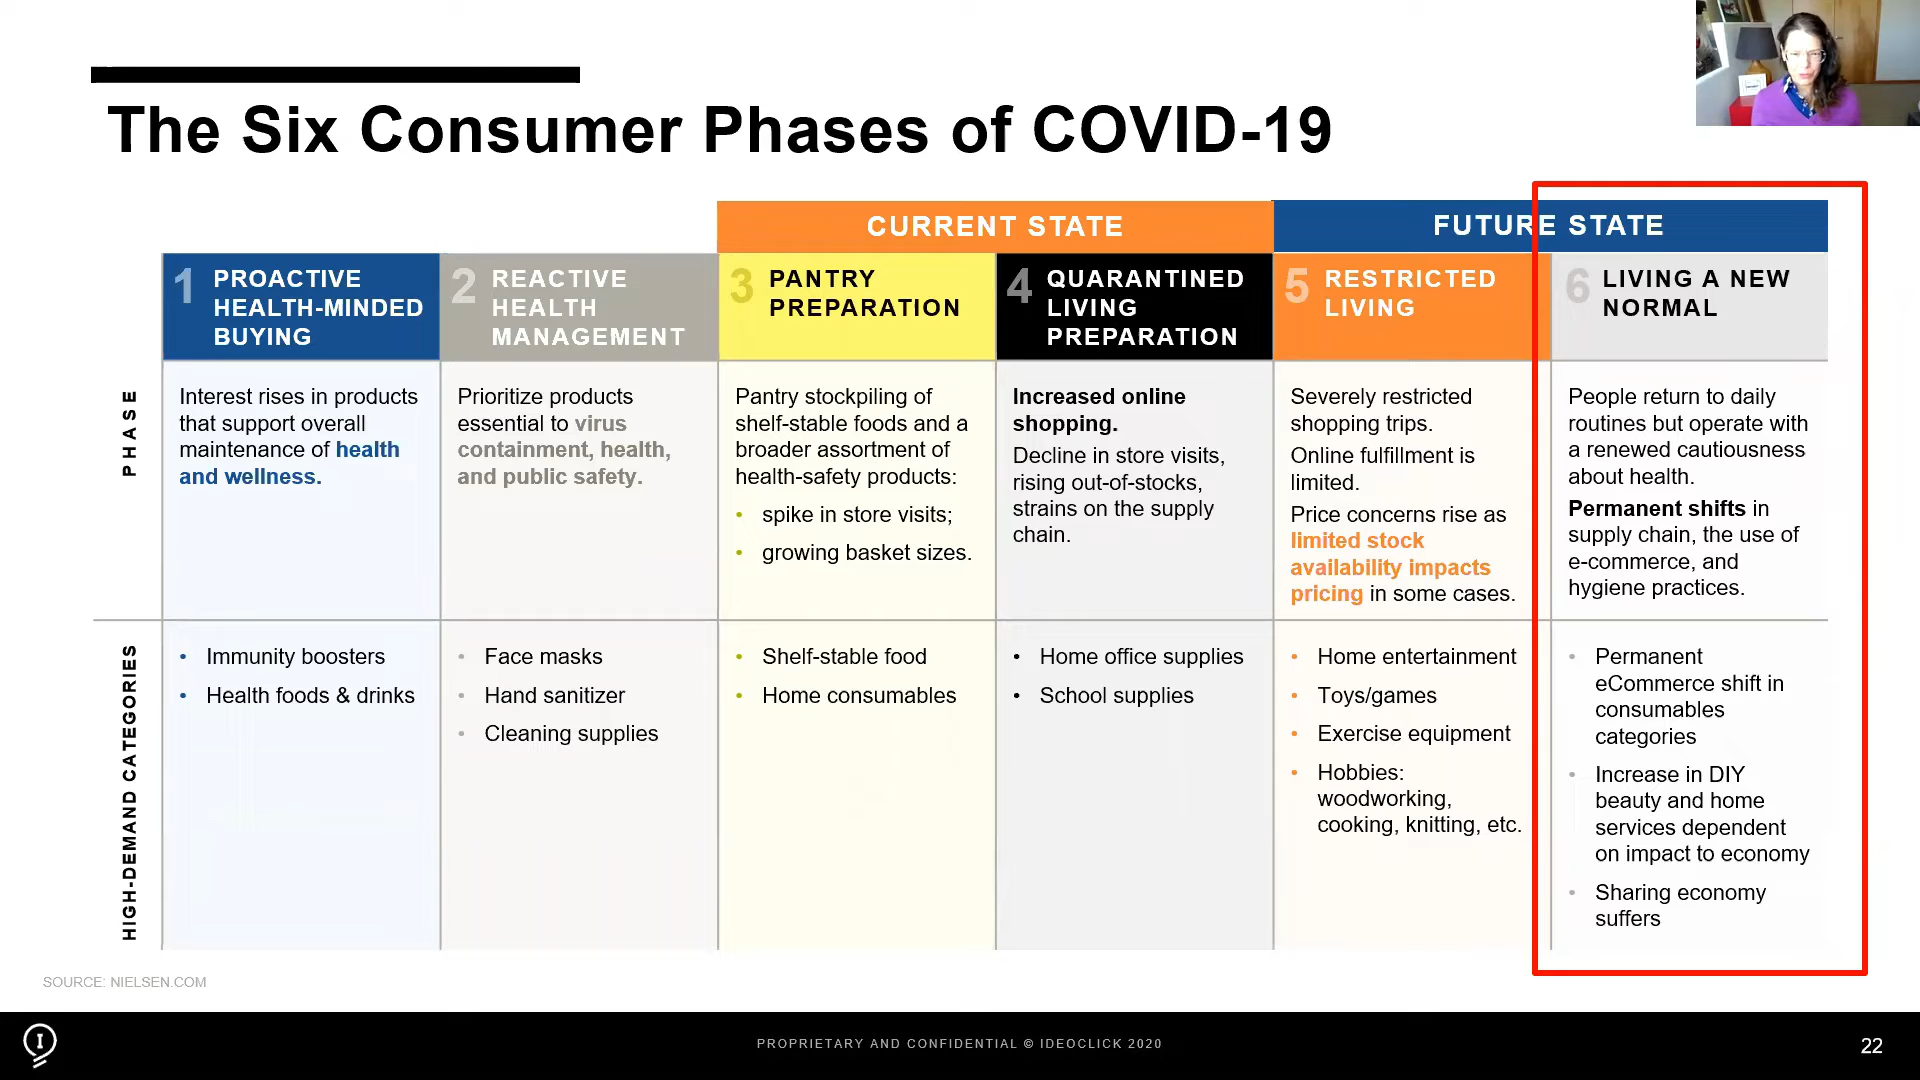 The Six Consumer Phases of COVID-19
CURRENT STATE
FUTURE STATE
1 PROACTIVE
HEALTH-MINDED
BUYING
2 REACTIVE
HEALTH
MANAGEMENT
3 PANTRY
PREPARATION
4 QUARANTINED
LIVING
PREPARATION
5 RESTRICTED
LIVING
6 LIVING A NEW
NORMAL
PHASE
Interest rises in products
that support overall
maintenance of health
and wellness.
Prioritize products
essential to virus
containment, health,
and public safety.
Pantry stockpiling of
shelf-stable foods and a
broader assortment of
health-safety products:
• spike in store visits;
• growing basket sizes.
Increased online
shopping.
Decline in store visits,
rising out-of-stocks,
strains on the supply
chain.
Severely restricted
shopping trips.
Online fulfillment is
limited.
Price concerns rise as
limited stock
availability impacts
pricing in some cases.
People return to daily
routines but operate with
a renewed cautiousness
about health.
Permanent shifts in
supply chain, the use of
e-commerce, and
hygiene practices.
HIGH-DEMAND CATEGORIES
• Immunity boosters
• Health foods & drinks
• Face masks
• Hand sanitizer
• Cleaning supplies
• Shelf-stable food
• Home consumables
• Home office supplies
• School supplies
• Home entertainment
• Toys/games
• Exercise equipment
• Hobbies:
woodworking,
cooking, knitting, etc.
• Permanent
eCommerce shift in
consumables
categories
• Increase in DIY
beauty and home
services dependent
on impact to economy
• Sharing economy
suffers
SOURCE: NIELSEN.COM
I
PROPRIETARY AND CONFIDENTIAL © IDEOCLICK 2020
22